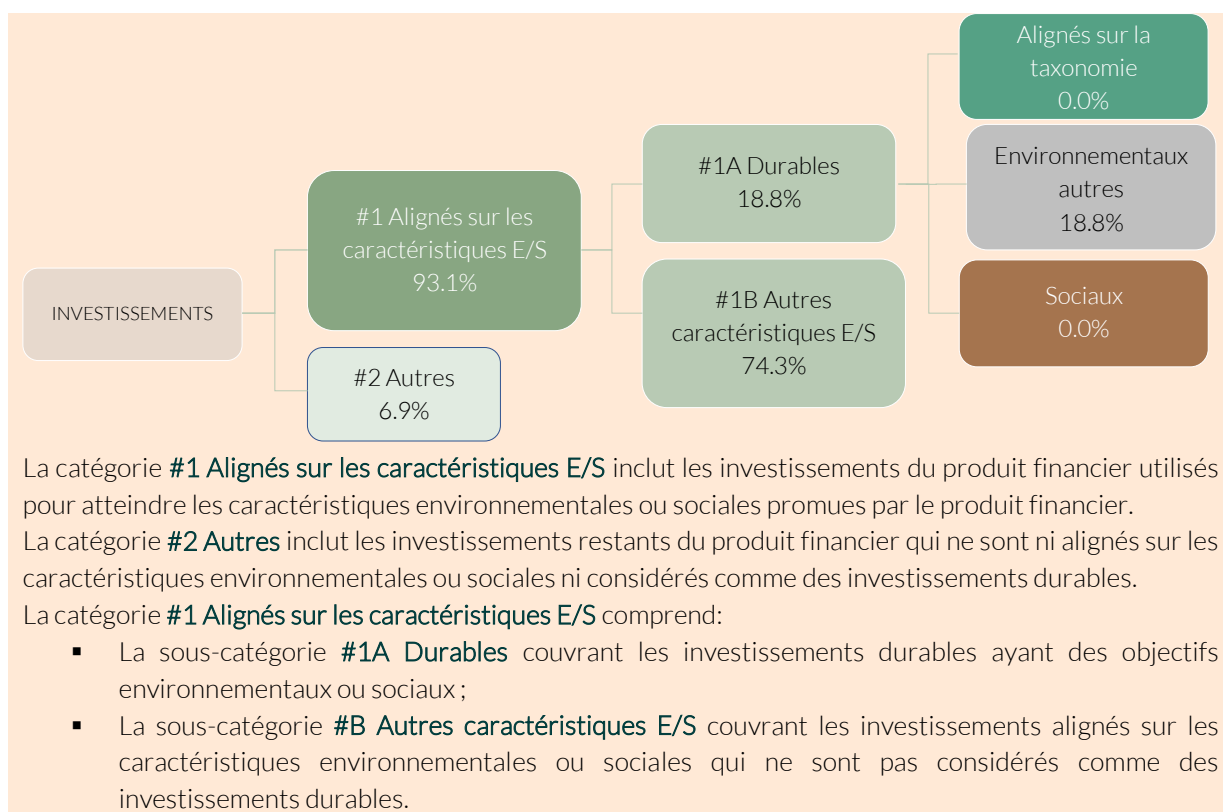 Alignés sur la
taxonomie
0.0%
#1A Durables
18.8%
Environnementaux
autres
18.8%
#1 Alignés sur les
caractéristiques E/S
93.1%
INVESTISSEMENTS
#1B Autres
caractéristiques E/S
74.3%
Sociaux
0.0%
#2 Autres
6.9%
La catégorie #1 Alignés sur les caractéristiques E/S inclut les investissements du produit financier utilisés
pour atteindre les caractéristiques environnementales ou sociales promues par le produit financier.
La catégorie #2 Autres inclut les investissements restants du produit financier qui ne sont ni alignés sur les
caractéristiques environnementales ou sociales ni considérés comme des investissements durables.
La catégorie #1 Alignés sur les caractéristiques E/S comprend:
▪ La sous-catégorie #1A Durables couvrant les investissements durables ayant des objectifs
environnementaux ou sociaux ;
▪ La sous-catégorie #B Autres caractéristiques E/S couvrant les investissements alignés sur les
caractéristiques environnementales ou sociales qui ne sont pas considérés comme des
investissements durables.